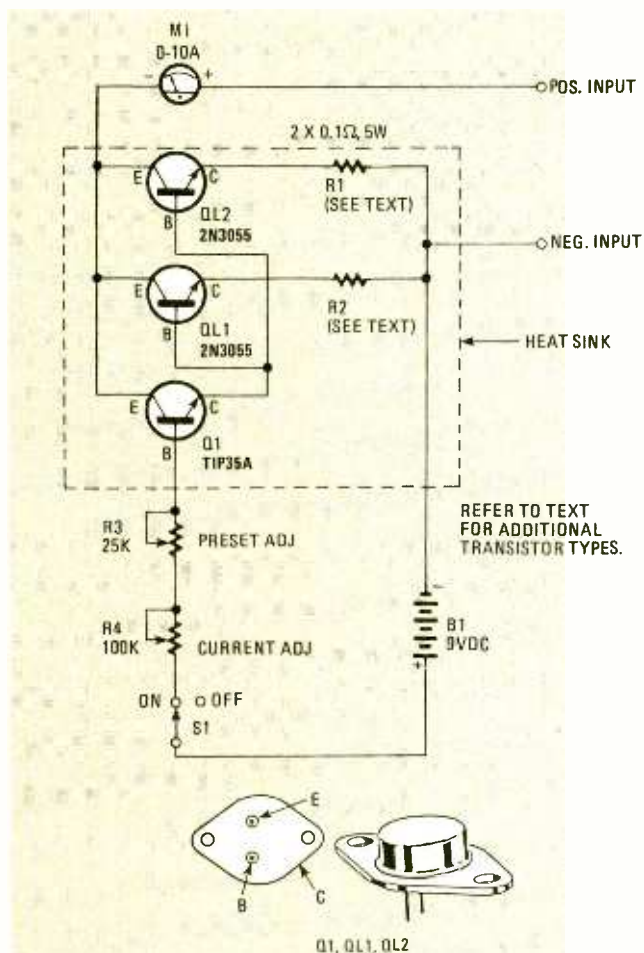 M1
0-10A
- +
POS. INPUT
2 X 0.1Ω, 5W
E C
R1
(SEE TEXT)
B
QL2
2N3055
NEG. INPUT
E C
R2
(SEE TEXT)
B
QL1
2N3055
HEAT SINK
E C
B
Q1
TIP35A
R3
25K
PRESET ADJ
REFER TO TEXT
FOR ADDITIONAL
TRANSISTOR TYPES.
R4
100K
CURRENT ADJ
-
B1
9VDC
+
ON OFF
S1
E
B C
Q1, QL1, QL2